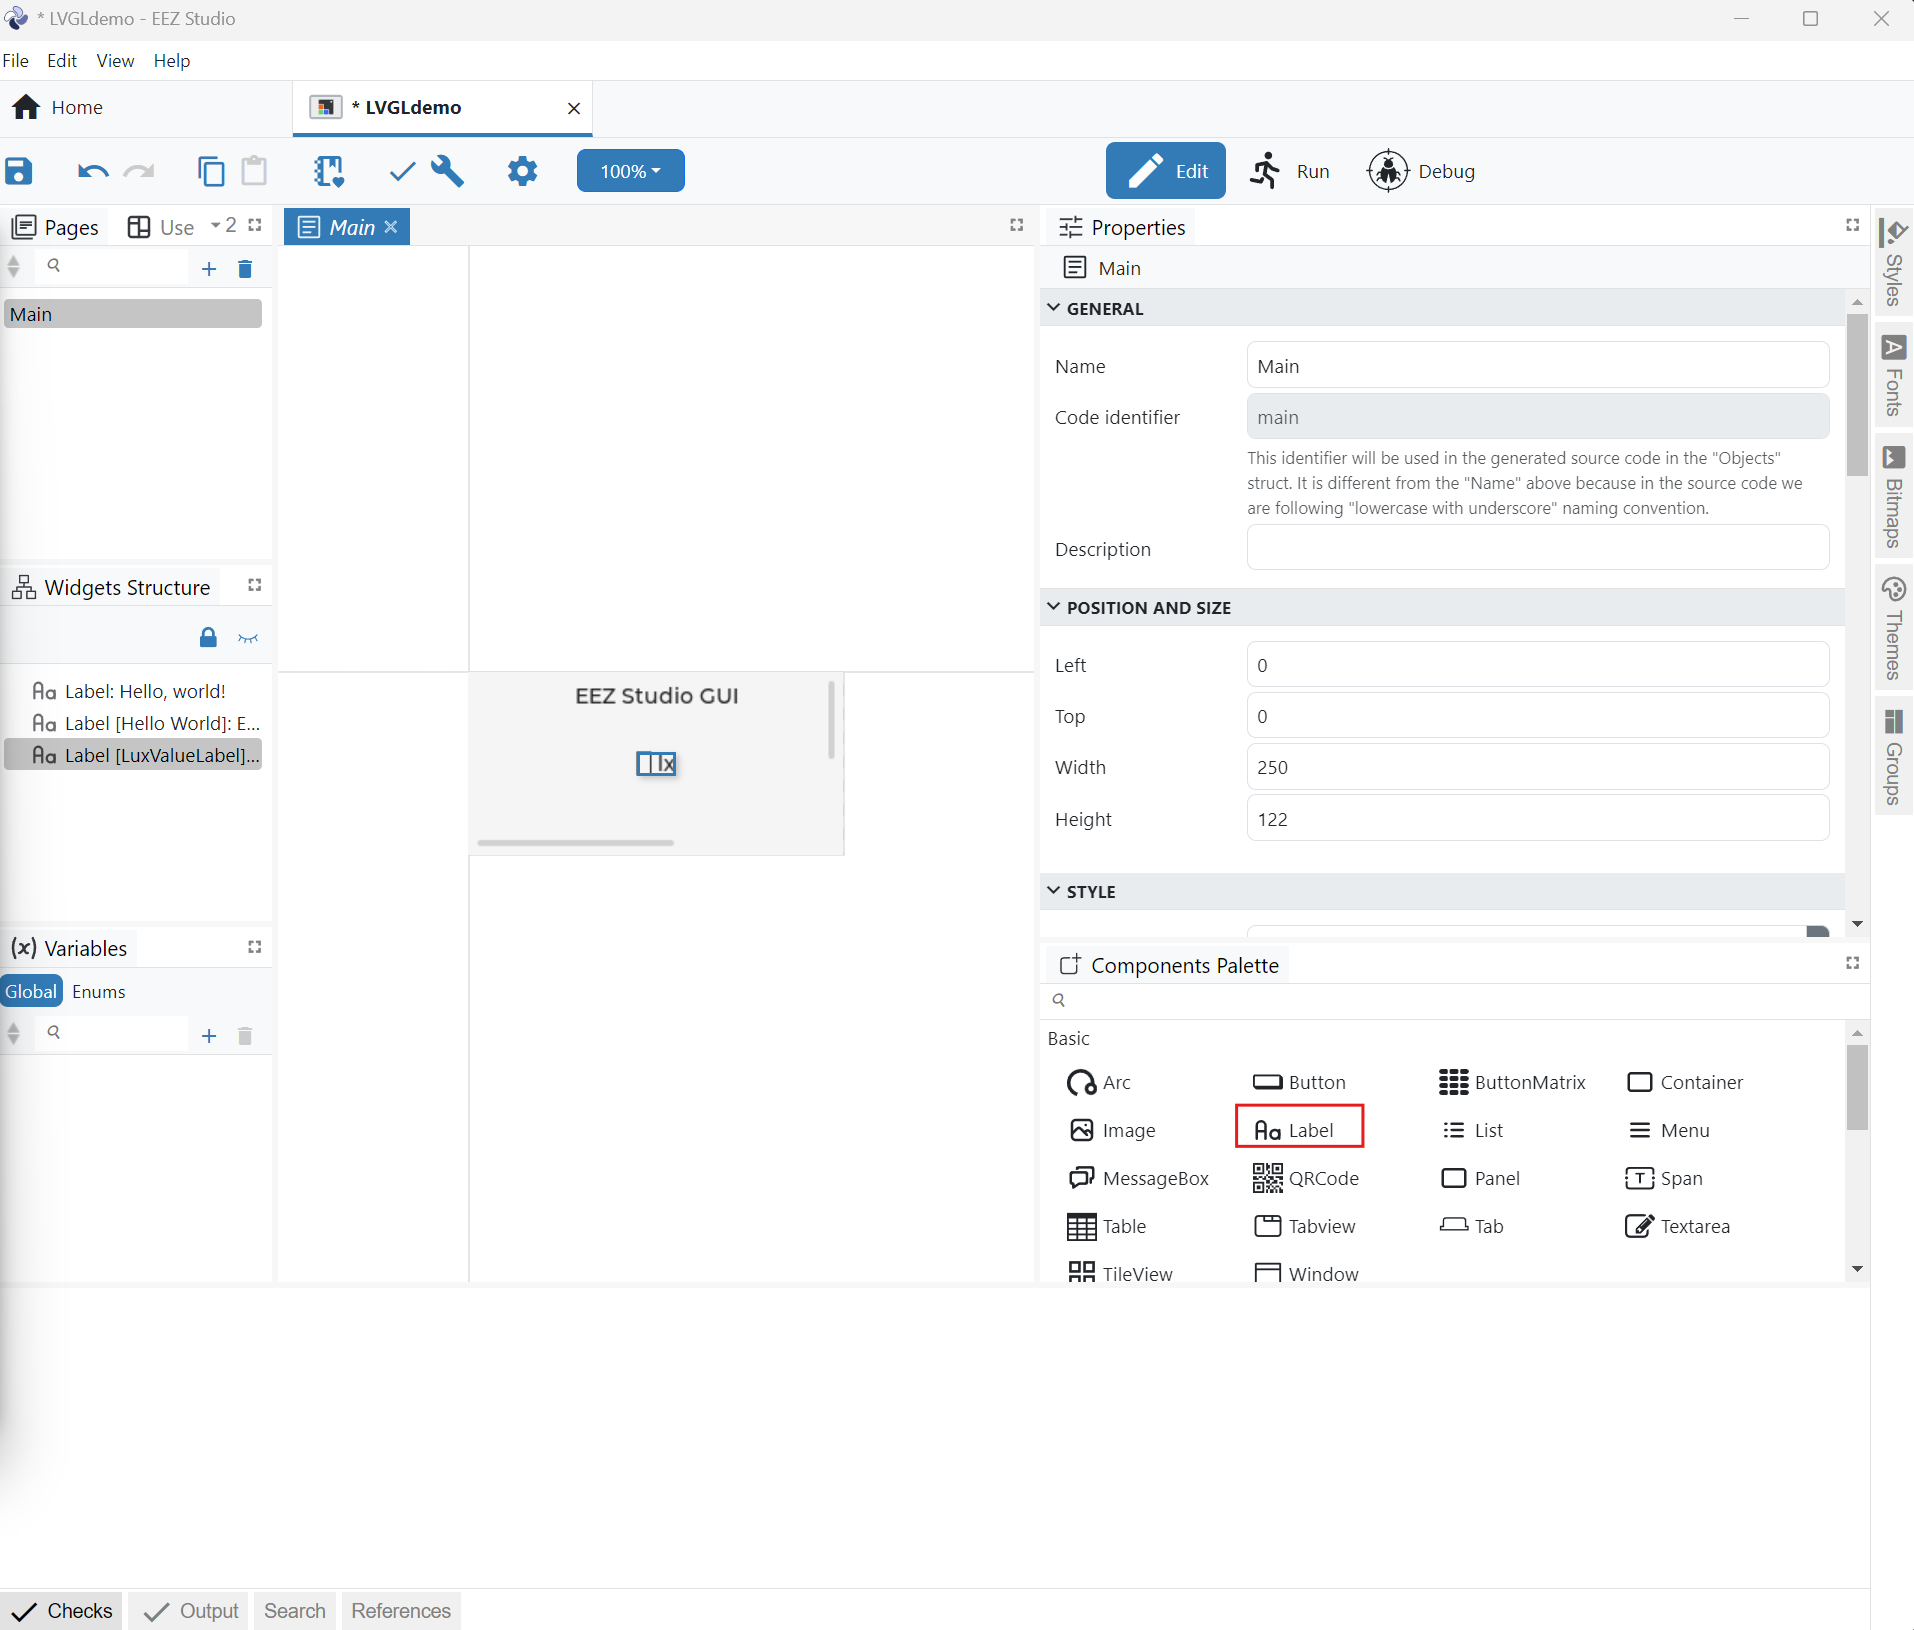 * LVGLdemo - EEZ Studio
File Edit View Help
Home
* LVGLdemo
100%
Edit
Run
Debug
Pages
Use
2
Main
Properties
Main
Main
GENERAL
Name
Main
Code identifier
main
This identifier will be used in the generated source code in the "Objects"
struct. It is different from the "Name" above because in the source code we
are following "lowercase with underscore" naming convention.
Description
Widgets Structure
Label: Hello, world!
Label [Hello World]: E...
Label [LuxValueLabel]...
EEZ Studio GUI
lx
POSITION AND SIZE
Left
0
Top
0
Width
250
Height
122
STYLE
Variables
Global
Enums
Components Palette
Basic
Arc
Button
ButtonMatrix
Container
Image
Label
List
Menu
MessageBox
QRCode
Panel
Span
Table
Tabview
Tab
Textarea
TileView
Window
Styles
Fonts
Bitmaps
Themes
Groups
Checks
Output
Search
References